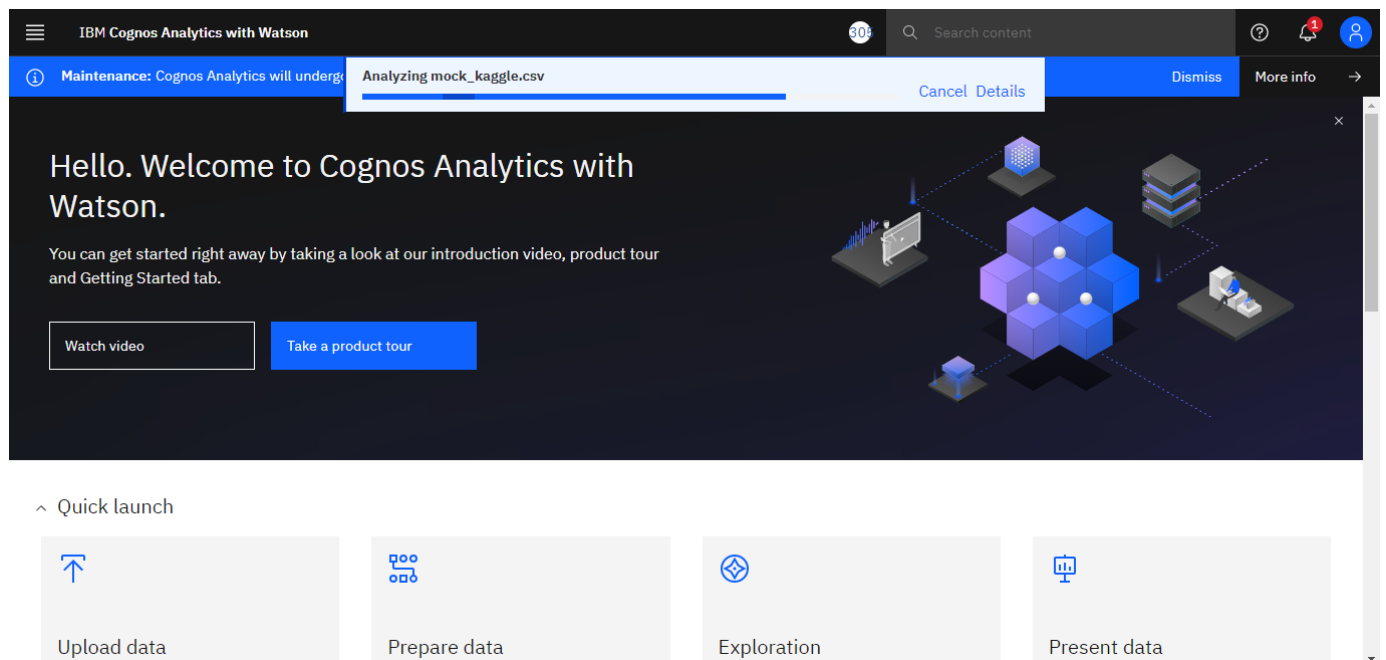 IBM Cognos Analytics with Watson
Search content
1
Maintenance: Cognos Analytics will
Analyzing mock_kaggle.csv
Cancel Details
Dismiss
More info
Hello. Welcome to Cognos Analytics with
Watson.
You can get started right away by taking a look at our introduction video, product tour
and Getting Started tab.
Watch video
Take a product tour
Quick launch
Upload data
Prepare data
Exploration
Present data